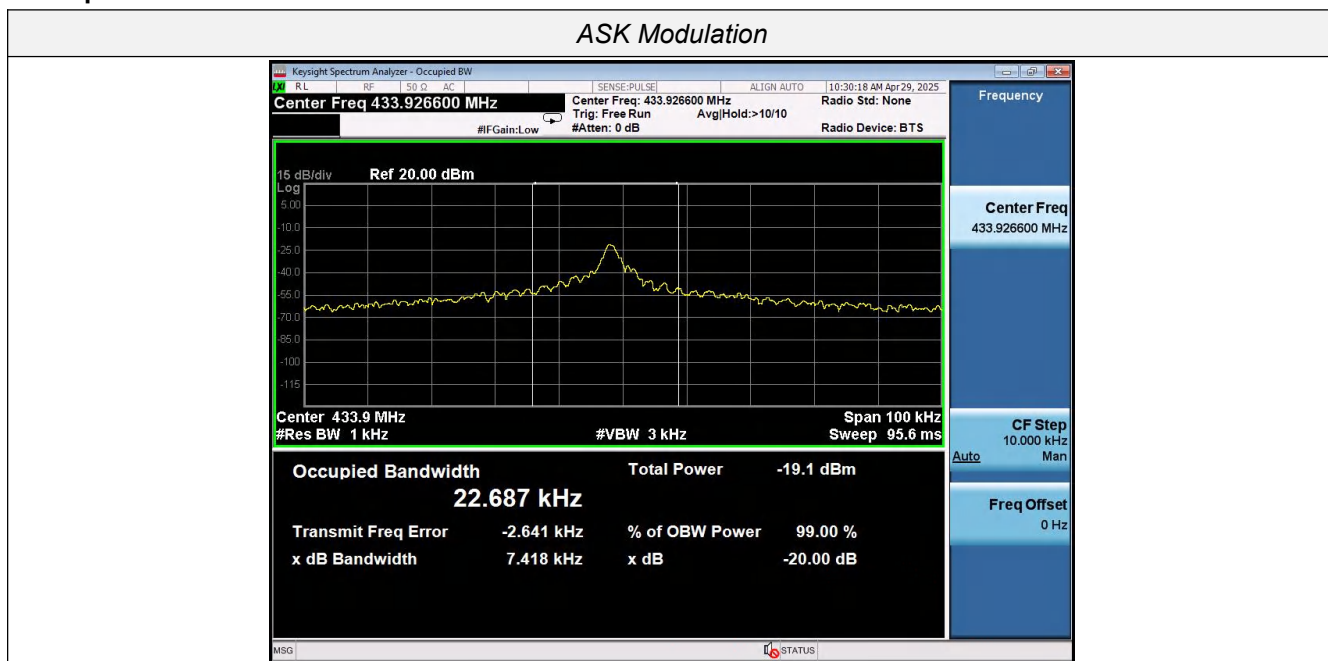 ASK Modulation
Keysight Spectrum Analyzer - Occupied BW
LXI RL RF 50 Ω AC SENSE:PULSE ALIGN AUTO 10:30:18 AM Apr 29, 2025
Center Freq 433.926600 MHz
Center Freq: 433.926600 MHz Radio Std: None
Trig: Free Run Avg|Hold:>10/10
#IFGain:Low #Atten: 0 dB Radio Device: BTS
15 dB/div Ref 20.00 dBm
Log
5.00
-10.0
-25.0
-40.0
-55.0
-70.0
-85.0
-100
-115
Center 433.9 MHz Span 100 kHz
#Res BW 1 kHz #VBW 3 kHz Sweep 95.6 ms
Occupied Bandwidth Total Power -19.1 dBm
22.687 kHz
Transmit Freq Error -2.641 kHz % of OBW Power 99.00 %
x dB Bandwidth 7.418 kHz x dB -20.00 dB
MSG STATUS
Frequency
Center Freq
433.926600 MHz
CF Step
10.000 kHz
Auto Man
Freq Offset
0 Hz